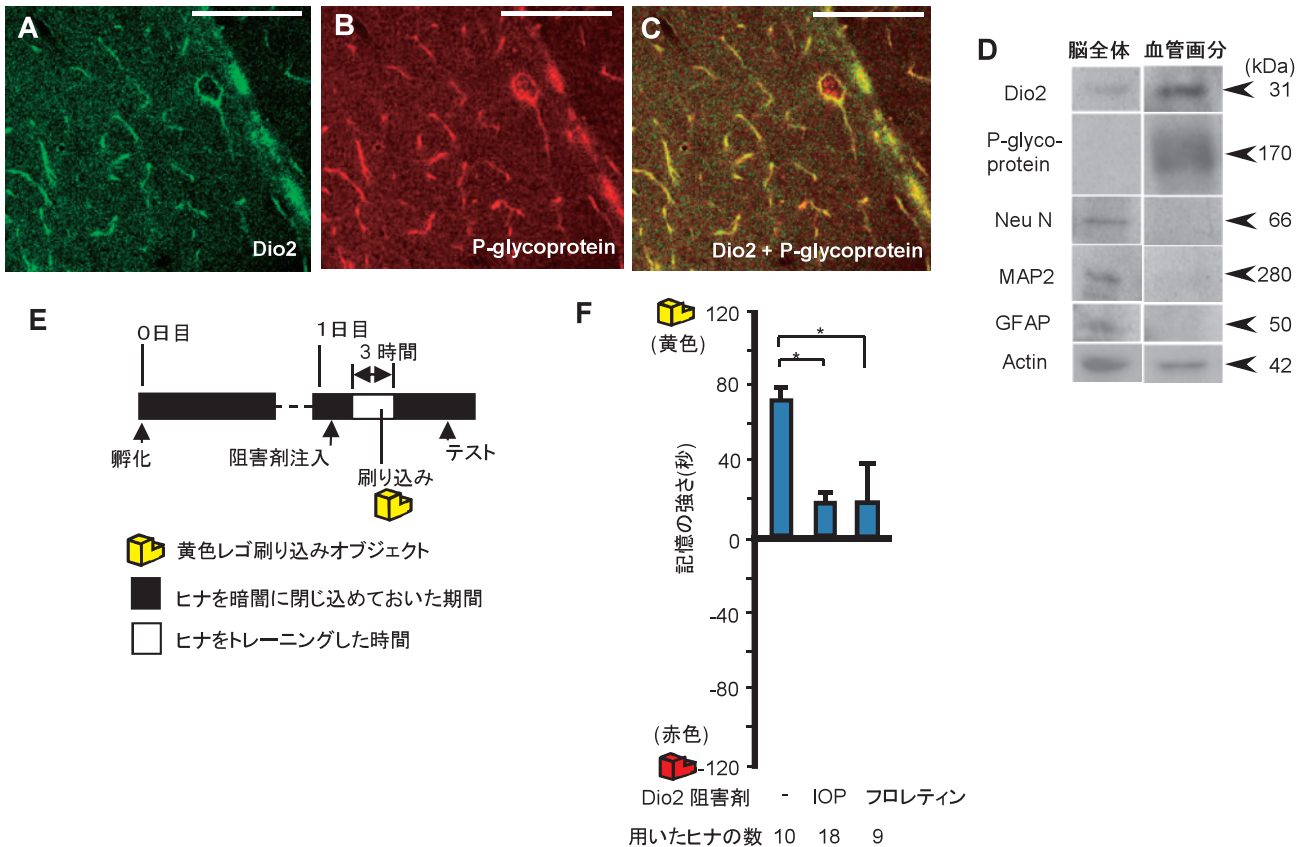 A
Dio2
B
P-glycoprotein
C
Dio2 + P-glycoprotein
D
脳全体 血管画分
(kDa)
Dio2 31
P-glyco-
protein 170
Neu N 66
MAP2 280
GFAP 50
Actin 42
E
0日目
1日目
3 時間
孵化
阻害剤注入
テスト
刷り込み
黄色レゴ刷り込みオブジェクト
ヒナを暗闇に閉じ込めておいた期間
ヒナをトレーニングした時間
F
(黄色)
120
80
40
0
-40
-80
-120
記憶の強さ(秒)
* *
(赤色)
Dio2 阻害剤 - IOP フロレティン
用いたヒナの数 10 18 9